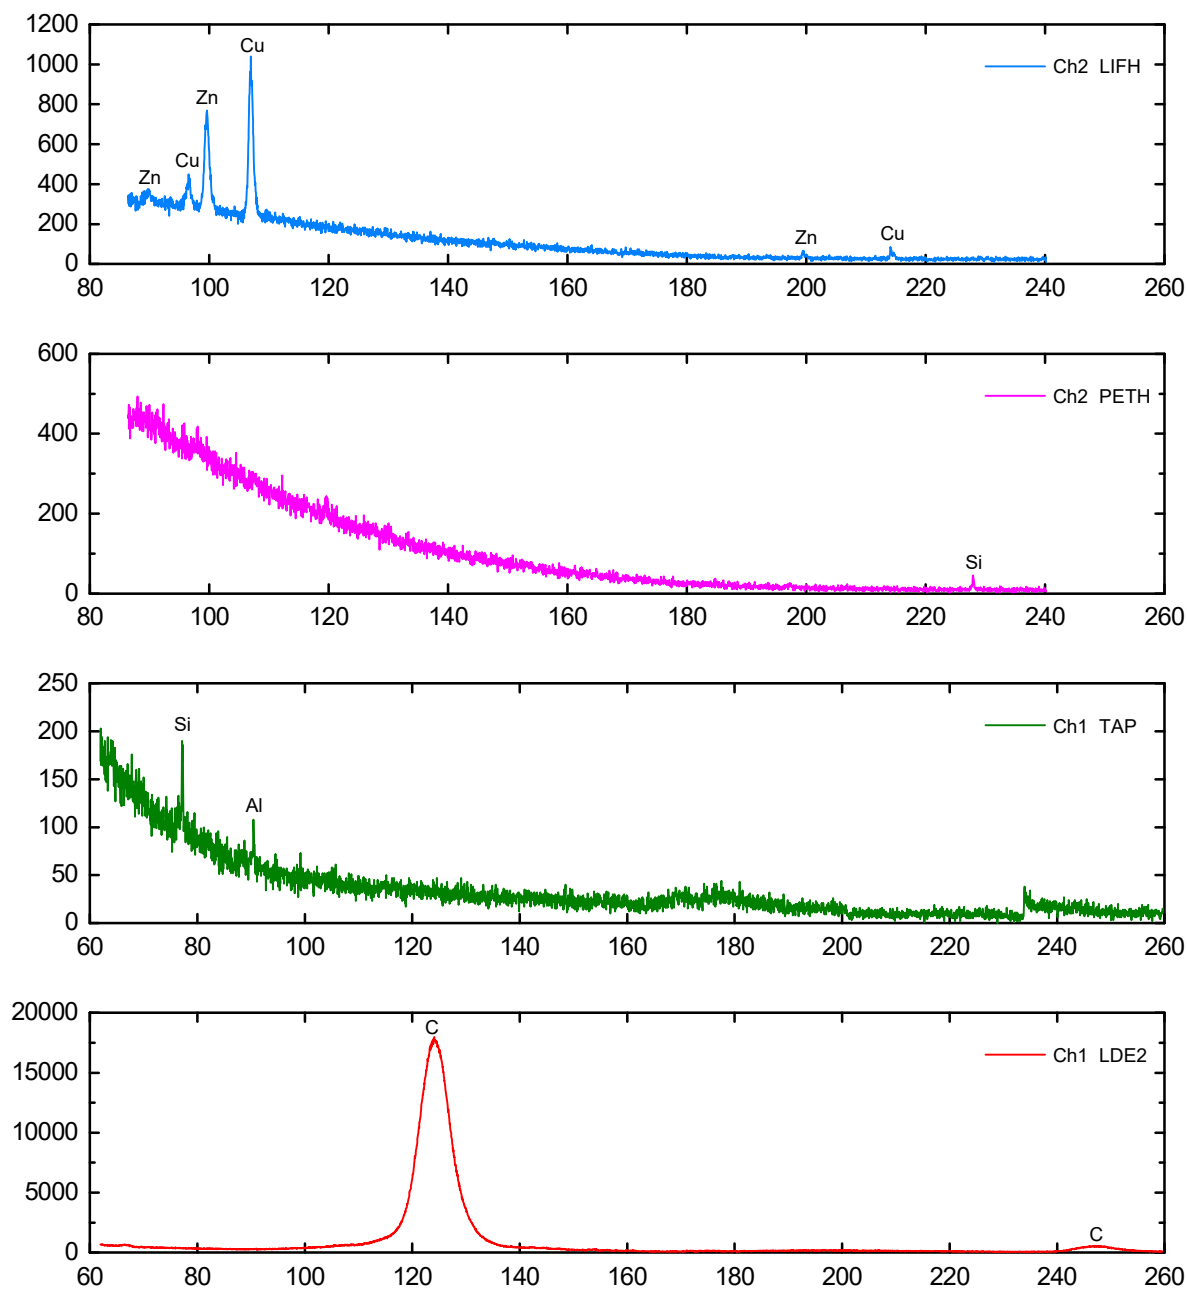 1200
1000
800
600
400
200
0
Zn
Cu
Zn
Cu
Zn
Cu
Ch2 LIFH
80 100 120 140 160 180 200 220 240 260
600
400
200
0
Si
Ch2 PETH
80 100 120 140 160 180 200 220 240 260
250
200
150
100
50
0
Si
Al
Ch1 TAP
60 80 100 120 140 160 180 200 220 240 260
20000
15000
10000
5000
0
C
C
Ch1 LDE2
60 80 100 120 140 160 180 200 220 240 260